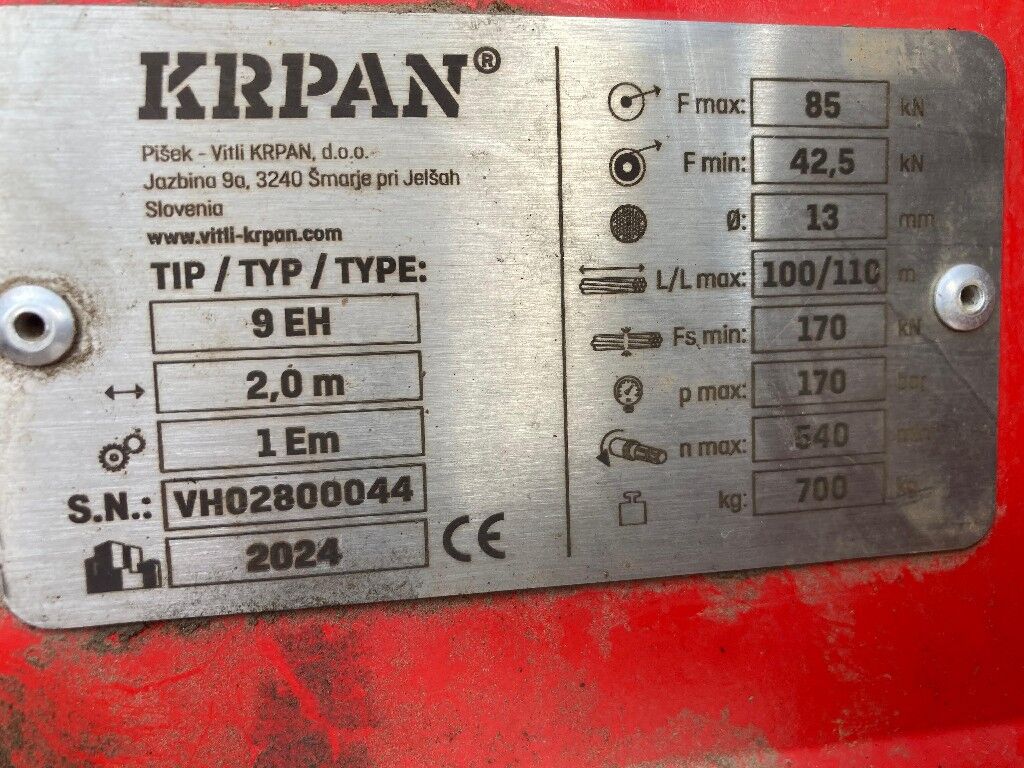 KRPAN®
Pišek - Vitli KRPAN, d.o.o.
Jazbina 9a, 3240 Šmarje pri Jelšah
Slovenia
www.vitli-krpan.com
TIP / TYP / TYPE:
9 EH
2,0 m
1 Em
S.N.: VH02800044
2024
CE
F max: 85 kN
F min: 42,5 kN
Ø: 13 mm
L/L max: 100/110 m
Fs min: 170 kN
p max: 170 bar
n max: 540
kg: 700 kg